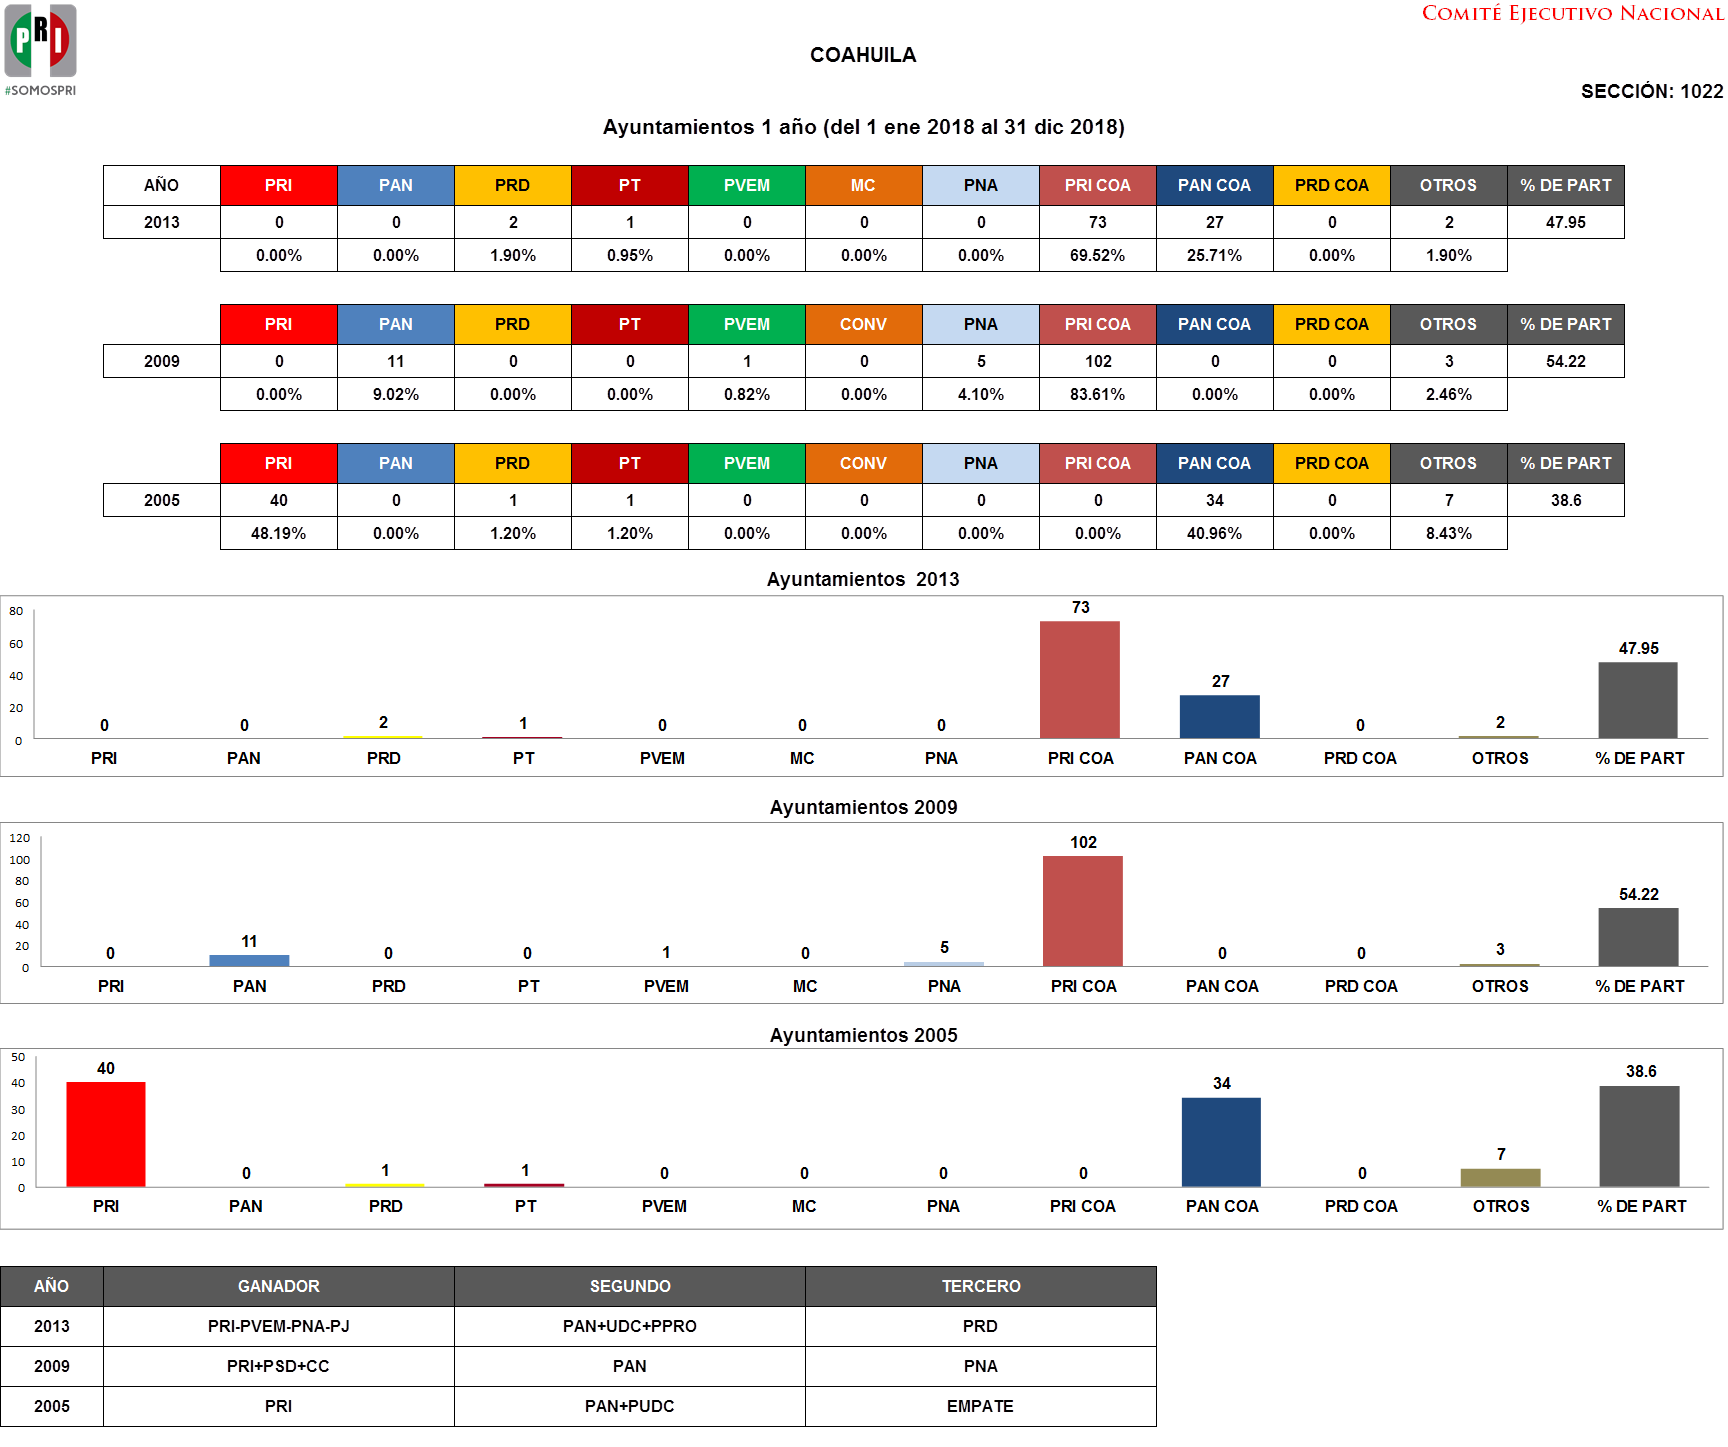 PRI
#SOMOSPRI
COMITÉ EJECUTIVO NACIONAL
COAHUILA
SECCIÓN: 1022
Ayuntamientos 1 año (del 1 ene 2018 al 31 dic 2018)
AÑO PRI PAN PRD PT PVEM MC PNA PRI COA PAN COA PRD COA OTROS % DE PART
2013 0 0 2 1 0 0 0 73 27 0 2 47.95
0.00% 0.00% 1.90% 0.95% 0.00% 0.00% 0.00% 69.52% 25.71% 0.00% 1.90%
PRI PAN PRD PT PVEM CONV PNA PRI COA PAN COA PRD COA OTROS % DE PART
2009 0 11 0 0 1 0 5 102 0 0 3 54.22
0.00% 9.02% 0.00% 0.00% 0.82% 0.00% 4.10% 83.61% 0.00% 0.00% 2.46%
PRI PAN PRD PT PVEM CONV PNA PRI COA PAN COA PRD COA OTROS % DE PART
2005 40 0 1 1 0 0 0 0 34 0 7 38.6
48.19% 0.00% 1.20% 1.20% 0.00% 0.00% 0.00% 0.00% 40.96% 0.00% 8.43%
Ayuntamientos 2013
80
60
40
20
0
0 0 2 1 0 0 0 73 27 0 2 47.95
PRI PAN PRD PT PVEM MC PNA PRI COA PAN COA PRD COA OTROS % DE PART
Ayuntamientos 2009
120
100
80
60
40
20
0
0 11 0 0 1 0 5 102 0 0 3 54.22
PRI PAN PRD PT PVEM MC PNA PRI COA PAN COA PRD COA OTROS % DE PART
Ayuntamientos 2005
50
40
30
20
10
0
40 0 1 1 0 0 0 0 34 0 7 38.6
PRI PAN PRD PT PVEM MC PNA PRI COA PAN COA PRD COA OTROS % DE PART
AÑO GANADOR SEGUNDO TERCERO
2013 PRI-PVEM-PNA-PJ PAN+UDC+PPRO PRD
2009 PRI+PSD+CC PAN PNA
2005 PRI PAN+PUDC EMPATE